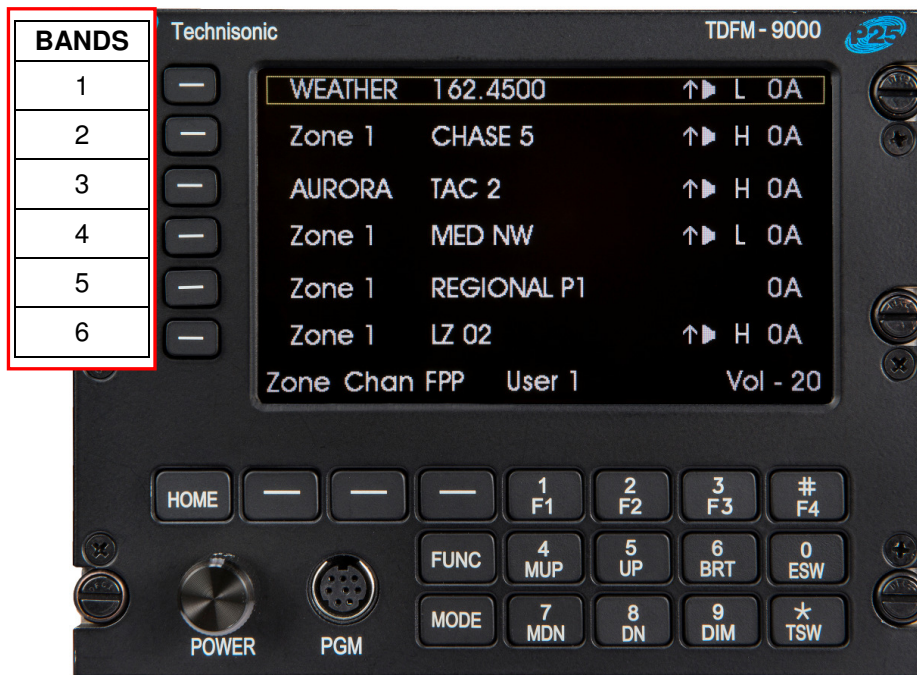 BANDS
1
2
3
4
5
6
Technisonic TDFM - 9000 P25
WEATHER 162.4500 ↑ L 0A
Zone 1 CHASE 5 ↑ H 0A
AURORA TAC 2 ↑ H 0A
Zone 1 MED NW ↑ L 0A
Zone 1 REGIONAL P1 0A
Zone 1 LZ 02 ↑ H 0A
Zone Chan FPP User 1 Vol - 20
HOME 1 2 3 #
F1 F2 F3 F4
FUNC 4 5 6 0
MUP UP BRT ESW
MODE 7 8 9 *
MDN DN DIM TSW
POWER PGM